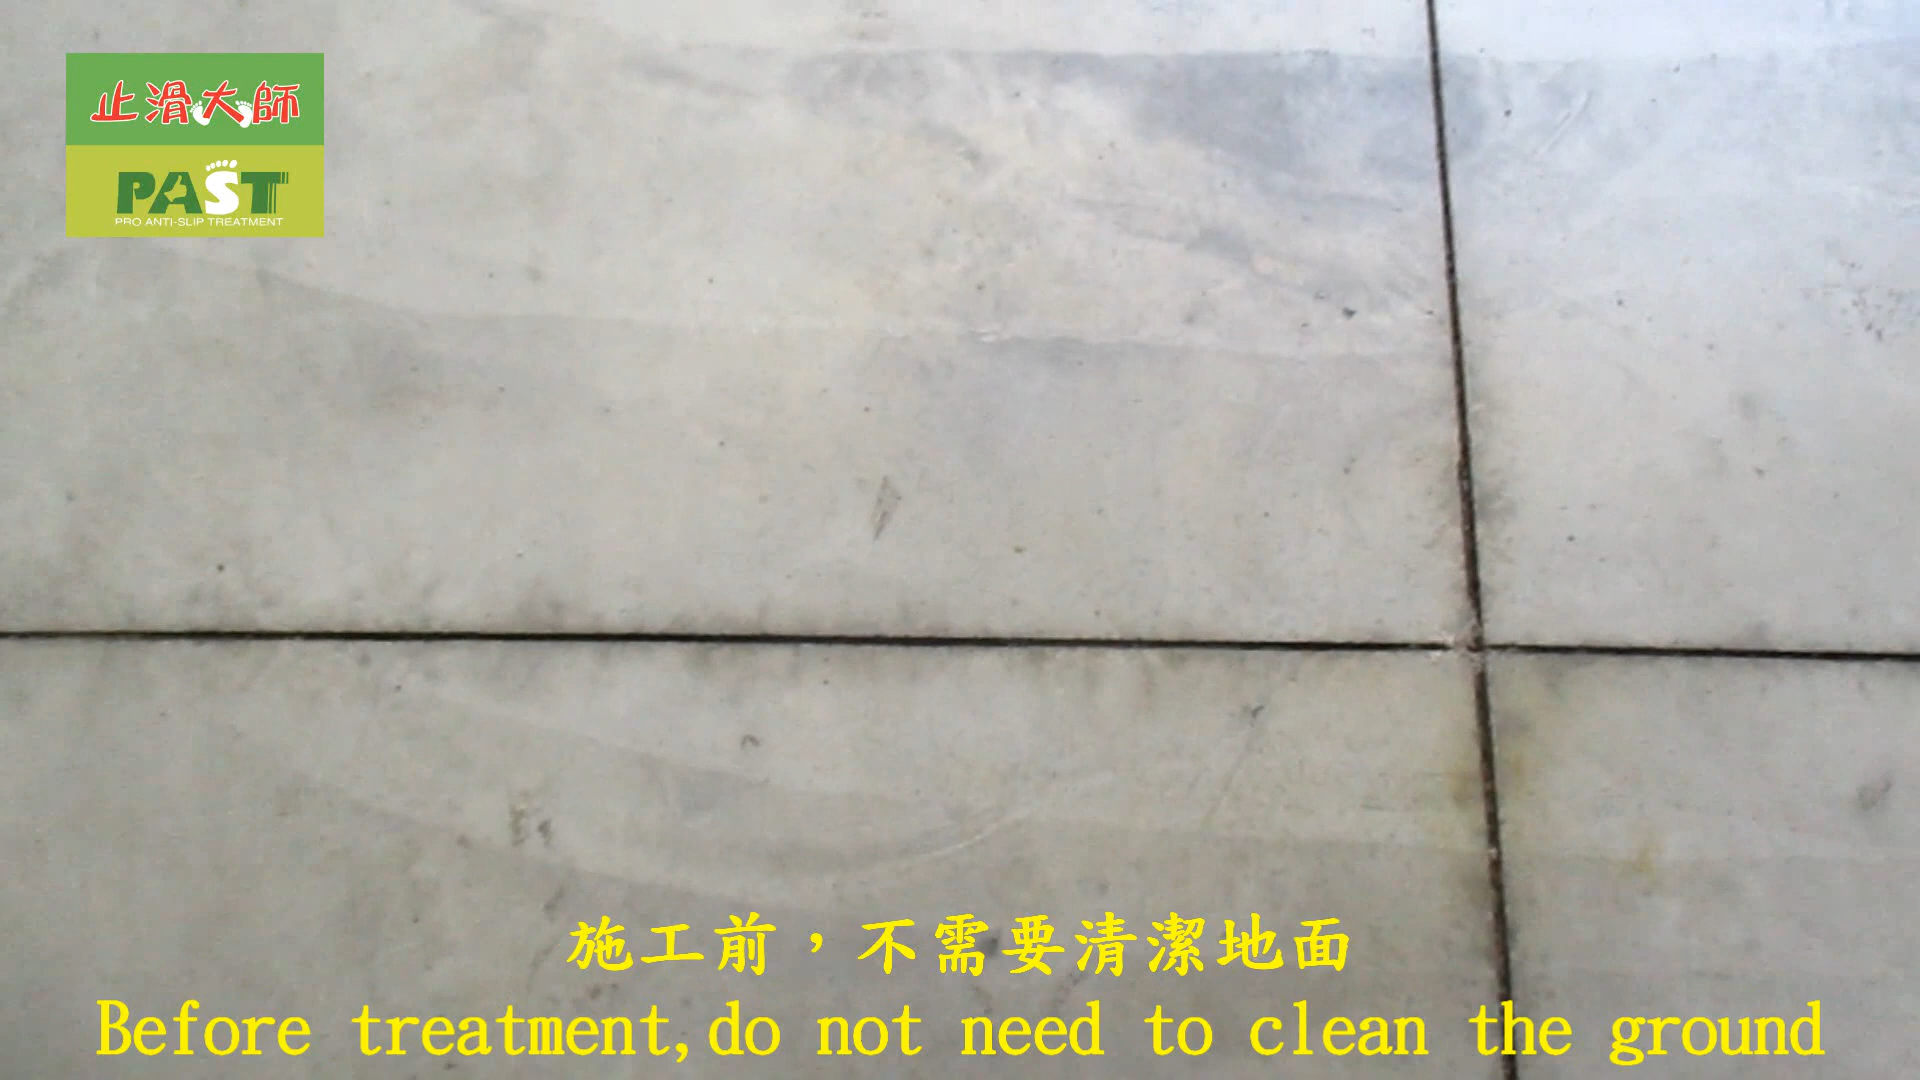 止滑大師
PAST
PRO ANTI-SLIP TREATMENT
施工前，不需要清潔地面
Before treatment,do not need to clean the ground